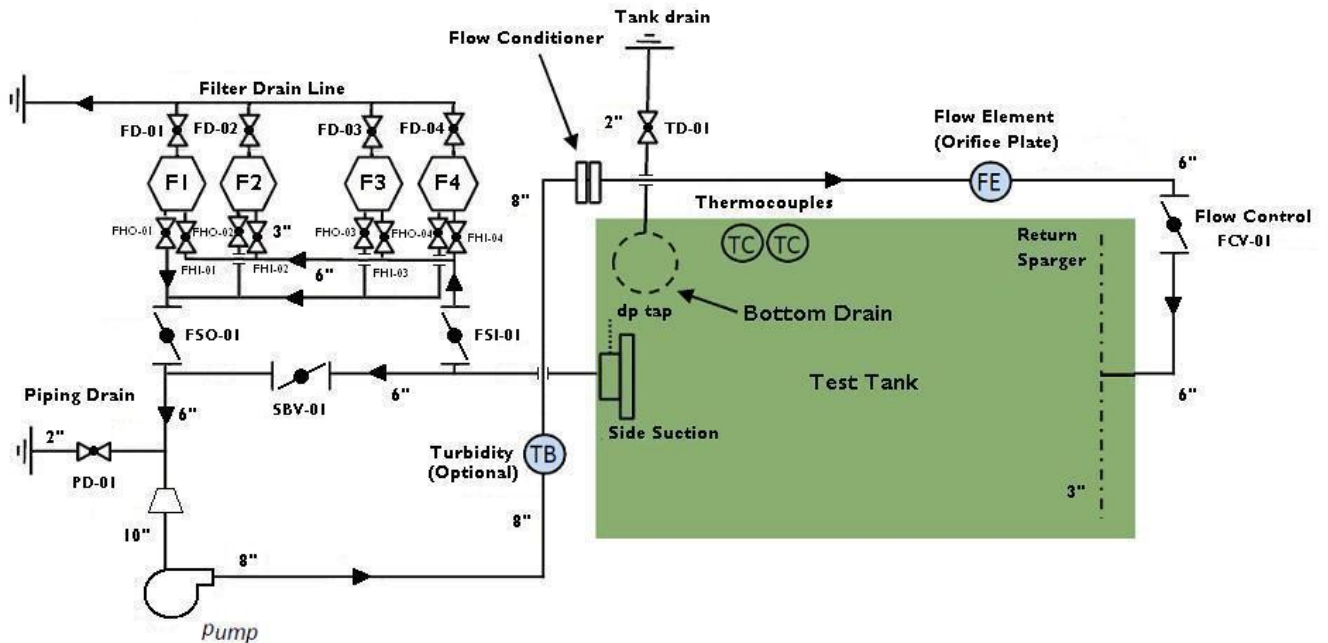 Tank drain
Flow Conditioner
Filter Drain Line
FD-01
FD-02
FD-03
FD-04
2"
TD-01
Flow Element
(Orifice Plate)
F1
F2
F3
F4
8"
FE
6"
Thermocouples
TC
TC
FHO-01
FHO-02
3"
FHO-03
FHO-04
FHI-04
Flow Control
FCV-01
Return
Sparger
FHI-01
FHI-02
6"
FHI-03
dp tap
Bottom Drain
FSO-01
FSI-01
Test Tank
Piping Drain
6"
SBV-01
6"
6"
2"
Side Suction
Turbidity
(Optional)
TB
PD-01
3"
10"
8"
8"
pump